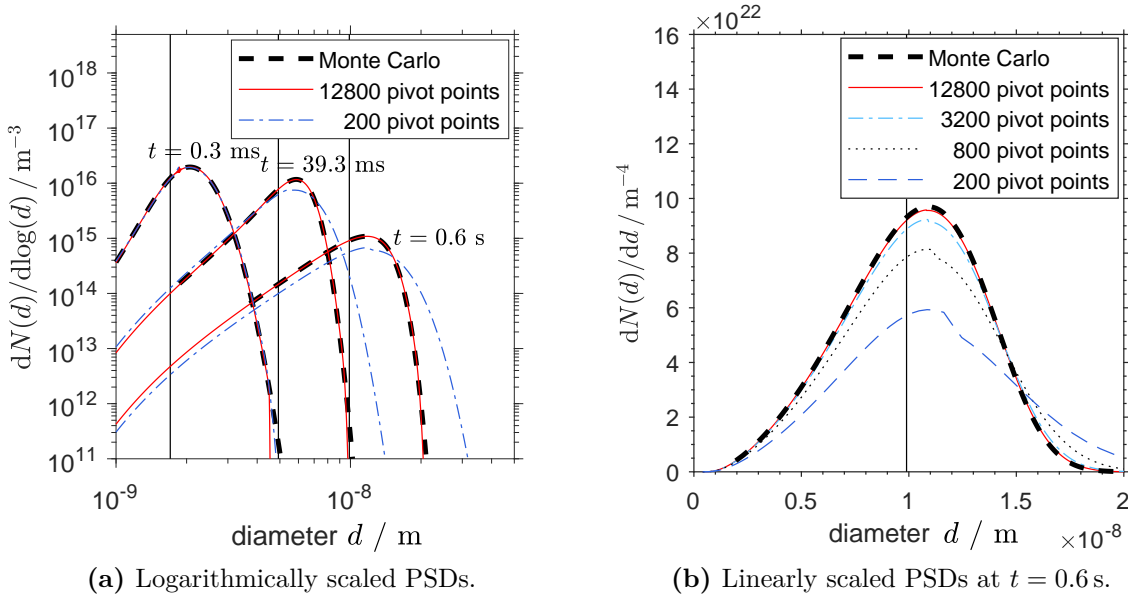 Monte Carlo
12800 pivot points
200 pivot points
t = 0.3 ms
t = 39.3 ms
t = 0.6 s
10^18
10^17
10^16
10^15
10^14
10^13
10^12
10^11
dN(d)/dlog(d) / m^−3
10^-9
10^-8
diameter d / m
(a) Logarithmically scaled PSDs.
×10^22
Monte Carlo
12800 pivot points
3200 pivot points
800 pivot points
200 pivot points
16
14
12
10
8
6
4
2
0
dN(d)/dd / m^−4
0
0.5
1
1.5
2
diameter d / m
×10^-8
(b) Linearly scaled PSDs at t = 0.6 s.